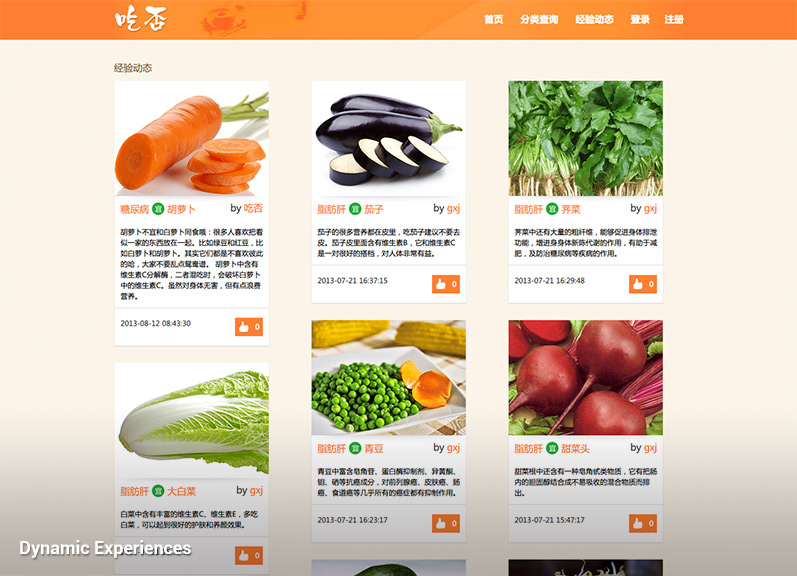 吃否
首页 分类查询 经验动态 登录 注册
经验动态
糖尿病 宜 胡萝卜 by 吃否
胡萝卜不宜和白萝卜同食哦：很多人喜欢把看
似一家的东西放在一起。比如绿豆和红豆，比
如白萝卜和胡萝卜。其实它们都是不喜欢彼此
的哈，大家不要乱点鸳鸯谱。 胡萝卜中含有
维生素C分解酶，二者混吃时，会破坏白萝卜
中的维生素C。虽然对身体无害，但有点浪费
营养。
2013-08-12 08:43:30 0
脂肪肝 宜 茄子 by gxj
茄子的很多营养都在皮里，吃茄子建议不要去
皮。茄子皮里面含有维生素B，它和维生素C
是一对很好的搭档，对人体非常有益。
2013-07-21 16:37:15 0
脂肪肝 宜 荠菜 by gxj
荠菜中还有大量的粗纤维，能够促进身体排泄
功能，增进身身体新陈代谢的作用，有助于减
肥，及防治糖尿病等疾病的作用。
2013-07-21 16:29:48 0
脂肪肝 宜 大白菜 by gxj
白菜中含有丰富的维生素C、维生素E，多吃
白菜，可以起到很好的护肤和养颜效果。
0
脂肪肝 宜 青豆 by gxj
青豆中富含皂角苷、蛋白酶抑制剂、异黄酮、
钼、硒等抗癌成分，对前列腺癌、皮肤癌、肠
癌、食道癌等几乎所有的癌症都有抑制作用。
2013-07-21 16:23:17 0
脂肪肝 宜 甜菜头 by gxj
甜菜根中还含有一种皂角甙类物质，它有把肠
内的胆固醇结合成不易吸收的混合物质而排
出。
2013-07-21 15:47:17 0
Dynamic Experiences